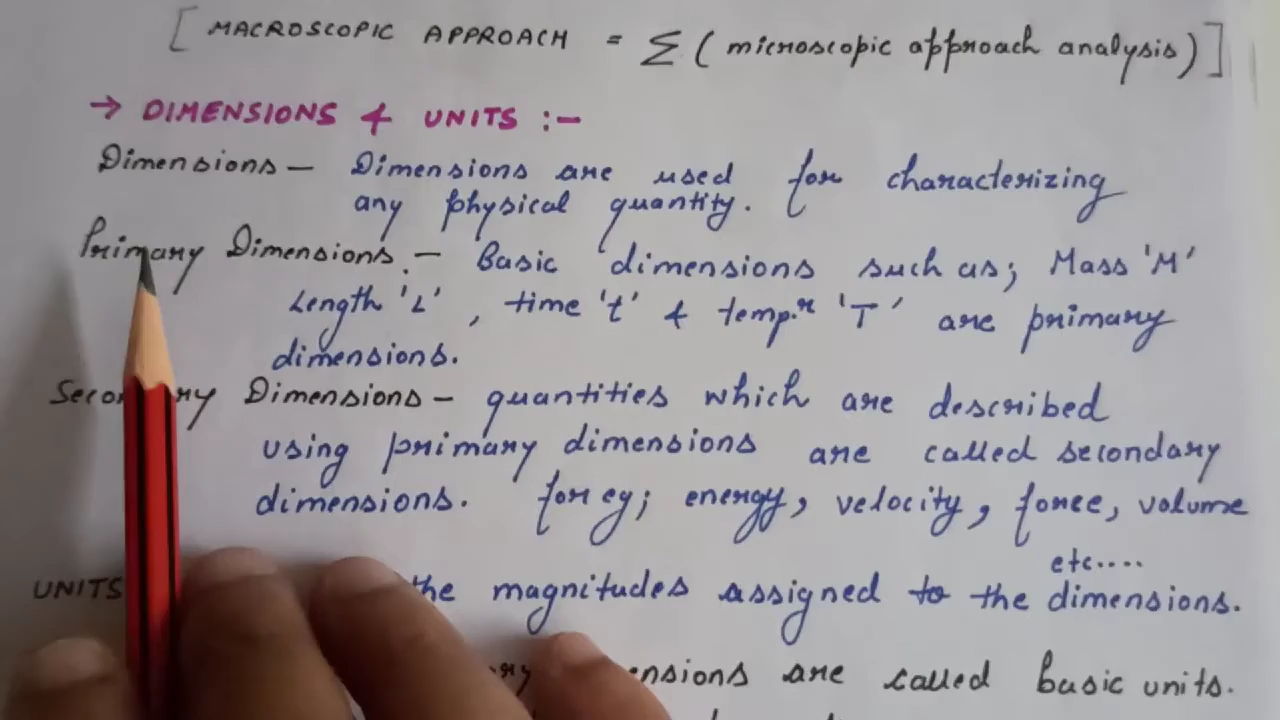 [ MACROSCOPIC APPROACH = Σ ( microscopic approach analysis ) ]
→ DIMENSIONS & UNITS :-
Dimensions - Dimensions are used for characterizing
any physical quantity.
Primary Dimensions. - Basic dimensions such as; Mass 'M'
Length 'L', time 't' & temp.r 'T' are primary
dimensions.
Dimensions - quantities which are described
using primary dimensions are called secondary
dimensions. for eg; energy, velocity, force, volume
etc....
UNITS the magnitudes assigned to the dimensions.
are called basic units.